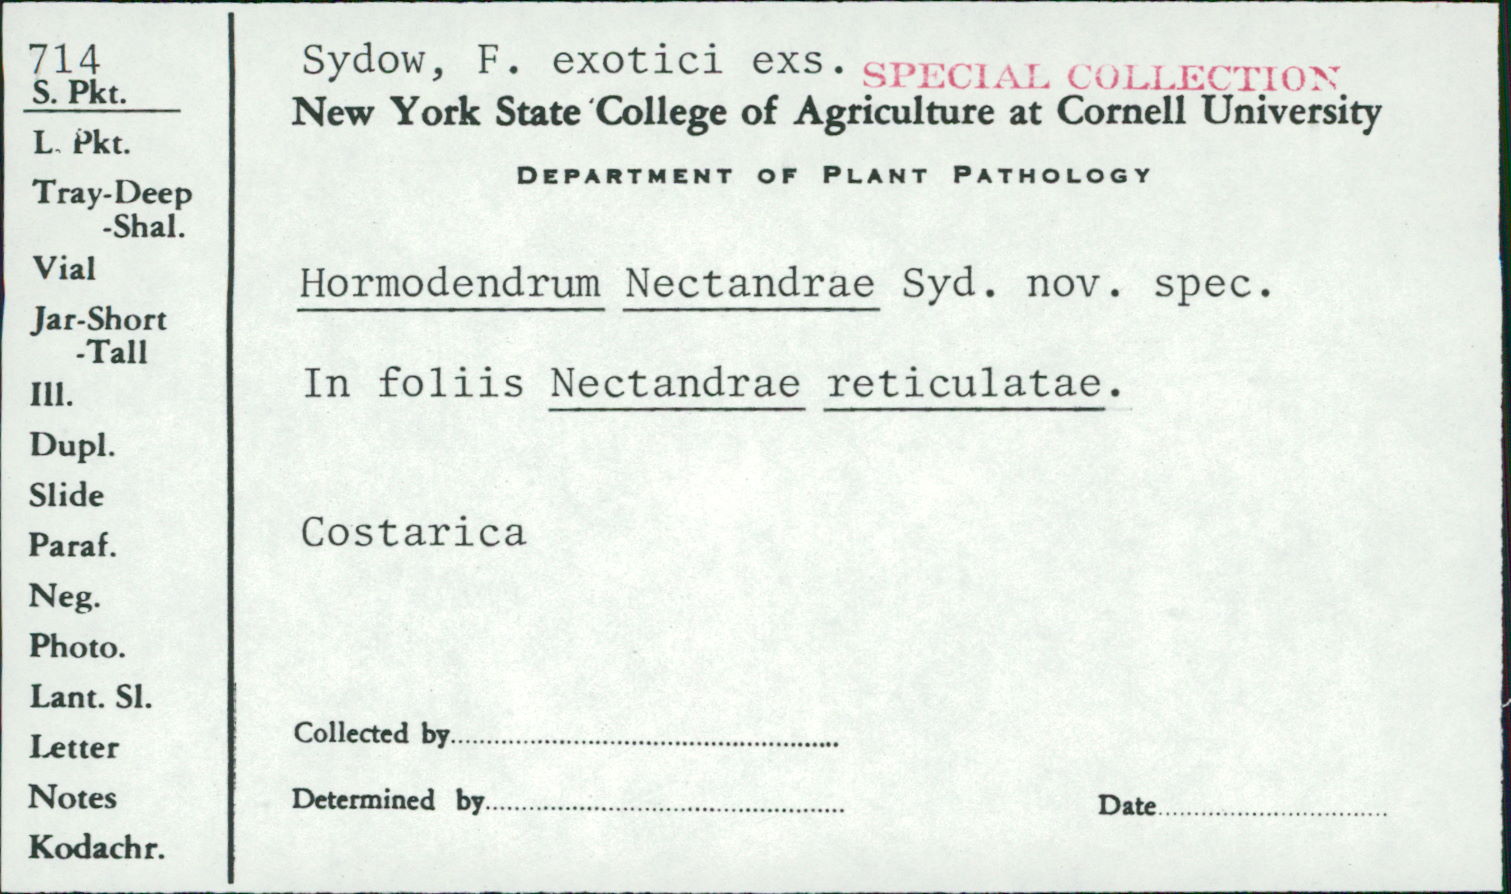 714
S. Pkt.
L. Pkt.
Tray-Deep
-Shal.
Vial
Jar-Short
-Tall
Ill.
Dupl.
Slide
Paraf.
Neg.
Photo.
Lant. Sl.
Letter
Notes
Kodachr.
Sydow, F. exotici exs. SPECIAL COLLECTION
New York State College of Agriculture at Cornell University
DEPARTMENT OF PLANT PATHOLOGY
Hormodendrum Nectandrae Syd. nov. spec.
In foliis Nectandrae reticulatae.
Costarica
Collected by
Determined by
Date